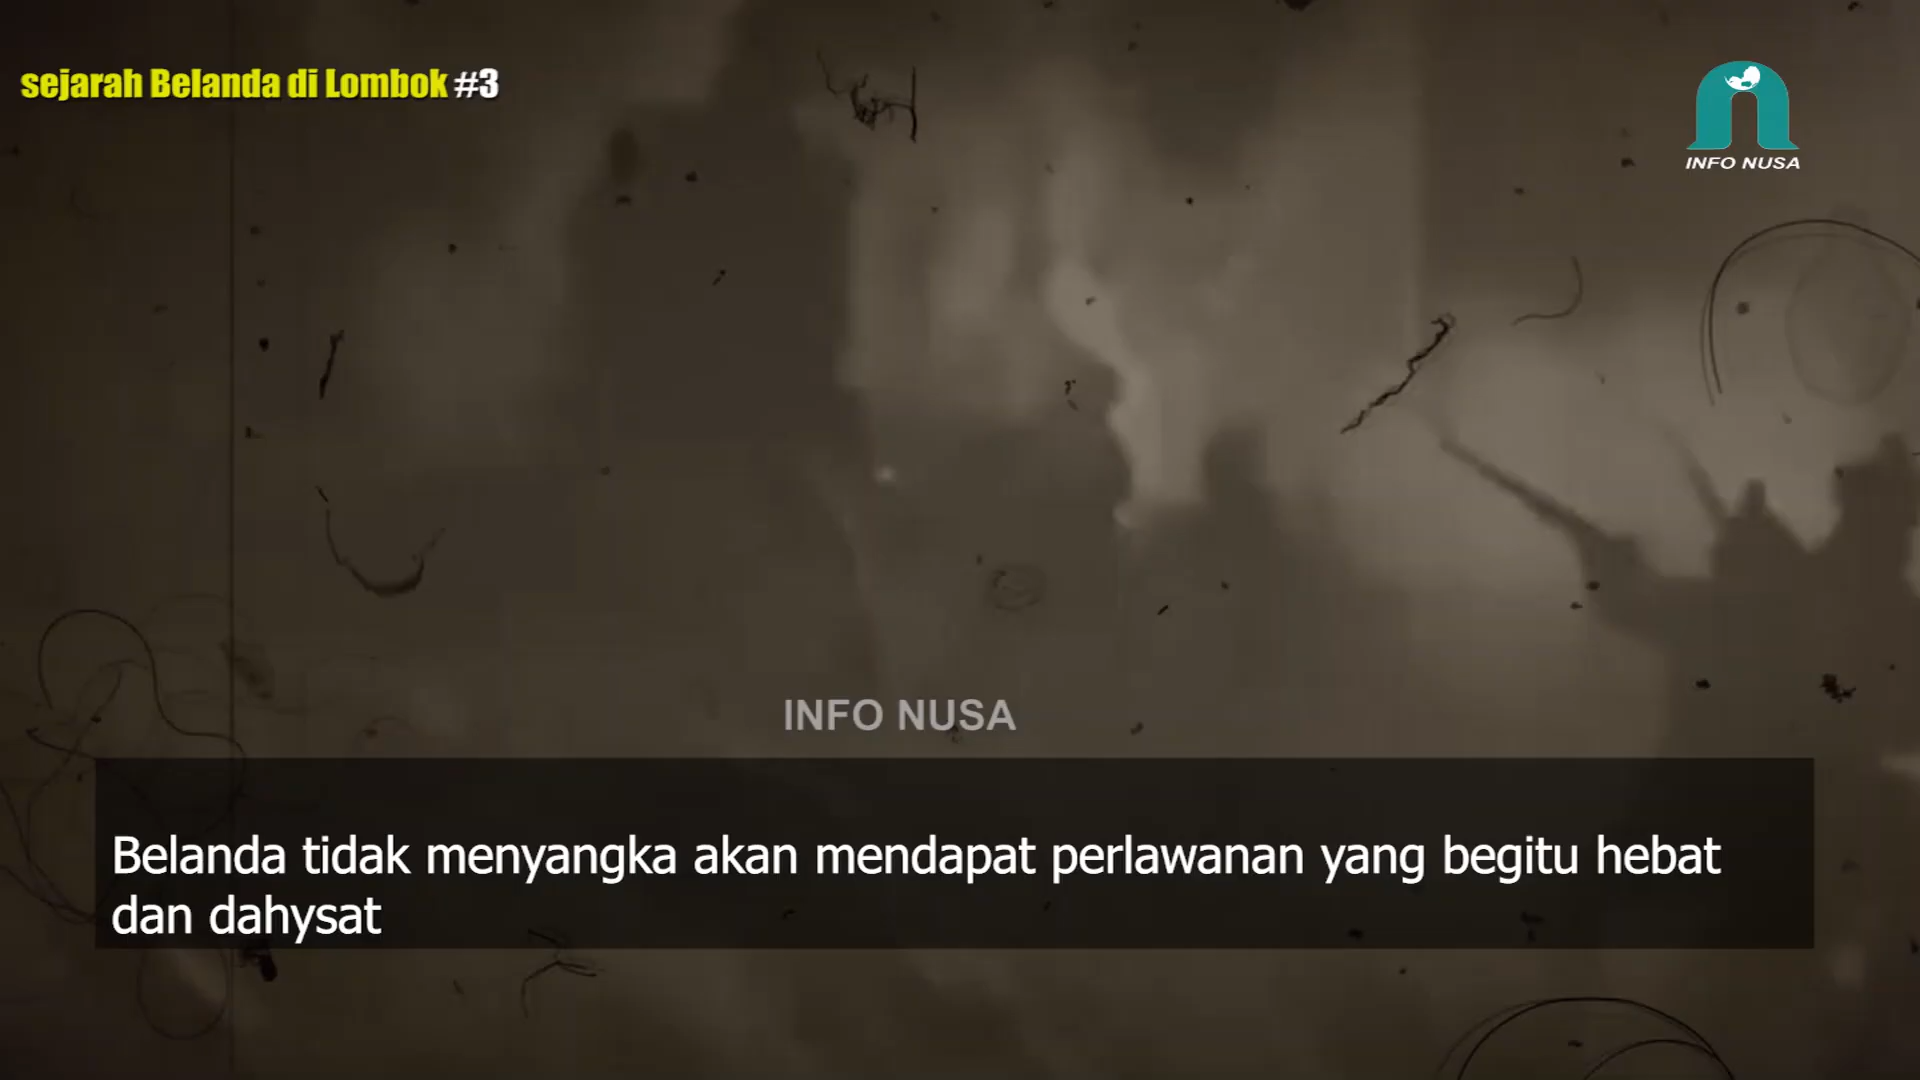 sejarah Belanda di Lombok #3
INFO NUSA
INFO NUSA
Belanda tidak menyangka akan mendapat perlawanan yang begitu hebat
dan dahysat